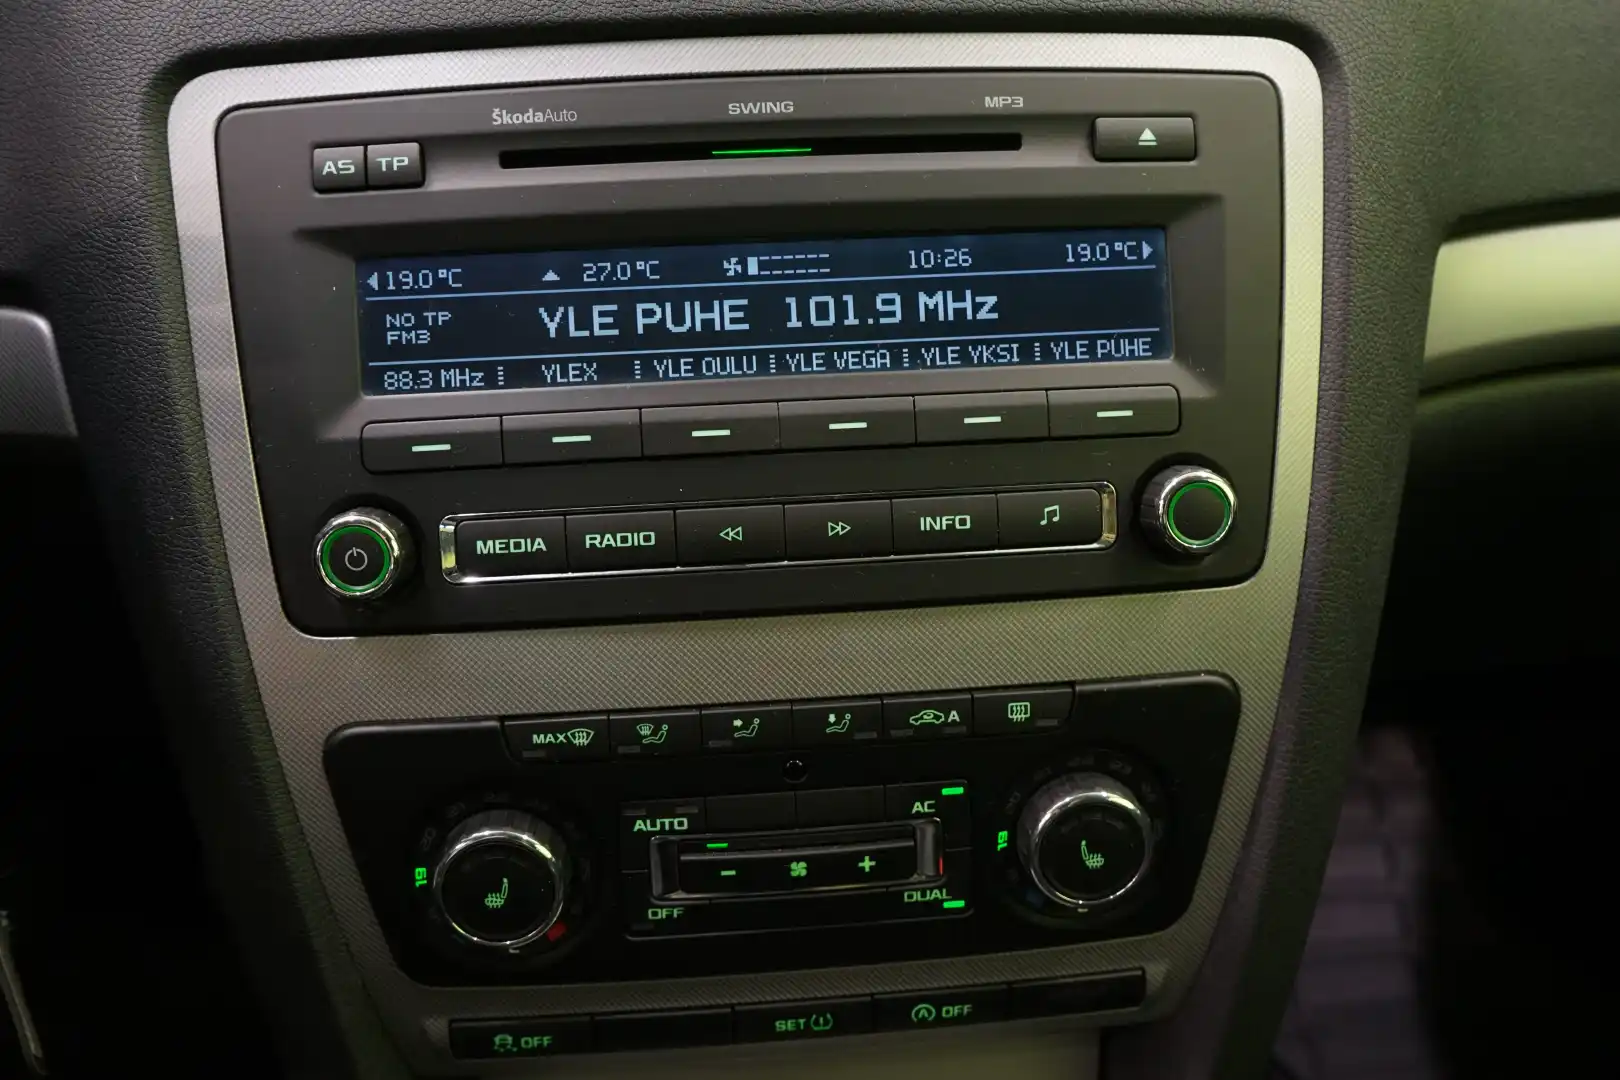 ŠkodaAuto SWING MP3
AS TP
19.0°C 27.0°C 10:26 19.0°C
NO TP
FM3
YLE PUHE 101.9 MHz
88.3 MHz YLEX YLE OULU YLE VEGA YLE YKSI YLE PUHE
MEDIA RADIO INFO
MAX A
AUTO AC
19 - + 19
OFF DUAL
OFF SET A OFF